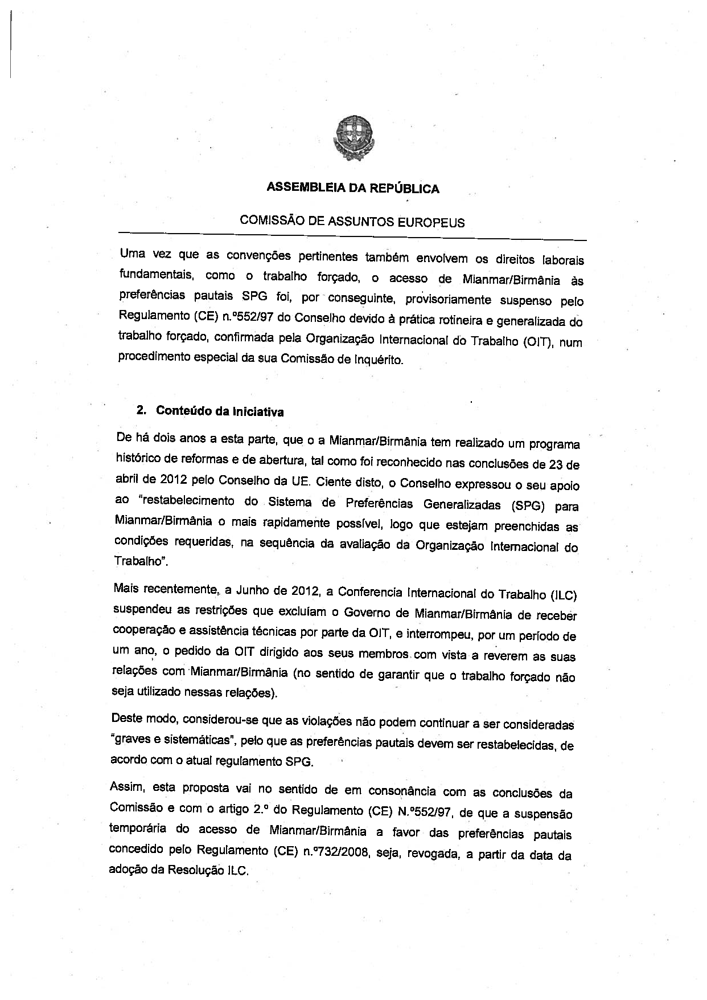 ASSEMBLEIA DA REPÚBLICA
COMISSÃO DE ASSUNTOS EUROPEUS
Uma vez que as convenções pertinentes também envolvem os direitos laborais
fundamentais, como o trabalho forçado, o acesso de Mianmar/Birmânia às
preferências pautais SPG foi, por conseguinte, provisoriamente suspenso pelo
Regulamento (CE) n.º552/97 do Conselho devido à prática rotineira e generalizada do
trabalho forçado, confirmada pela Organização Internacional do Trabalho (OIT), num
procedimento especial da sua Comissão de Inquérito.
2. Conteúdo da Iniciativa
De há dois anos a esta parte, que o a Mianmar/Birmânia tem realizado um programa
histórico de reformas e de abertura, tal como foi reconhecido nas conclusões de 23 de
abril de 2012 pelo Conselho da UE. Ciente disto, o Conselho expressou o seu apoio
ao "restabelecimento do Sistema de Preferências Generalizadas (SPG) para
Mianmar/Birmânia o mais rapidamente possível, logo que estejam preenchidas as
condições requeridas, na sequência da avaliação da Organização Internacional do
Trabalho".
Mais recentemente, a Junho de 2012, a Conferencia Internacional do Trabalho (ILC)
suspendeu as restrições que excluíam o Governo de Mianmar/Birmânia de receber
cooperação e assistência técnicas por parte da OIT, e interrompeu, por um período de
um ano, o pedido da OIT dirigido aos seus membros com vista a reverem as suas
relações com Mianmar/Birmânia (no sentido de garantir que o trabalho forçado não
seja utilizado nessas relações).
Deste modo, considerou-se que as violações não podem continuar a ser consideradas
"graves e sistemáticas", pelo que as preferências pautais devem ser restabelecidas, de
acordo com o atual regulamento SPG.
Assim, esta proposta vai no sentido de em consonância com as conclusões da
Comissão e com o artigo 2.º do Regulamento (CE) N.º552/97, de que a suspensão
temporária do acesso de Mianmar/Birmânia a favor das preferências pautais
concedido pelo Regulamento (CE) n.º732/2008, seja, revogada, a partir da data da
adoção da Resolução ILC.